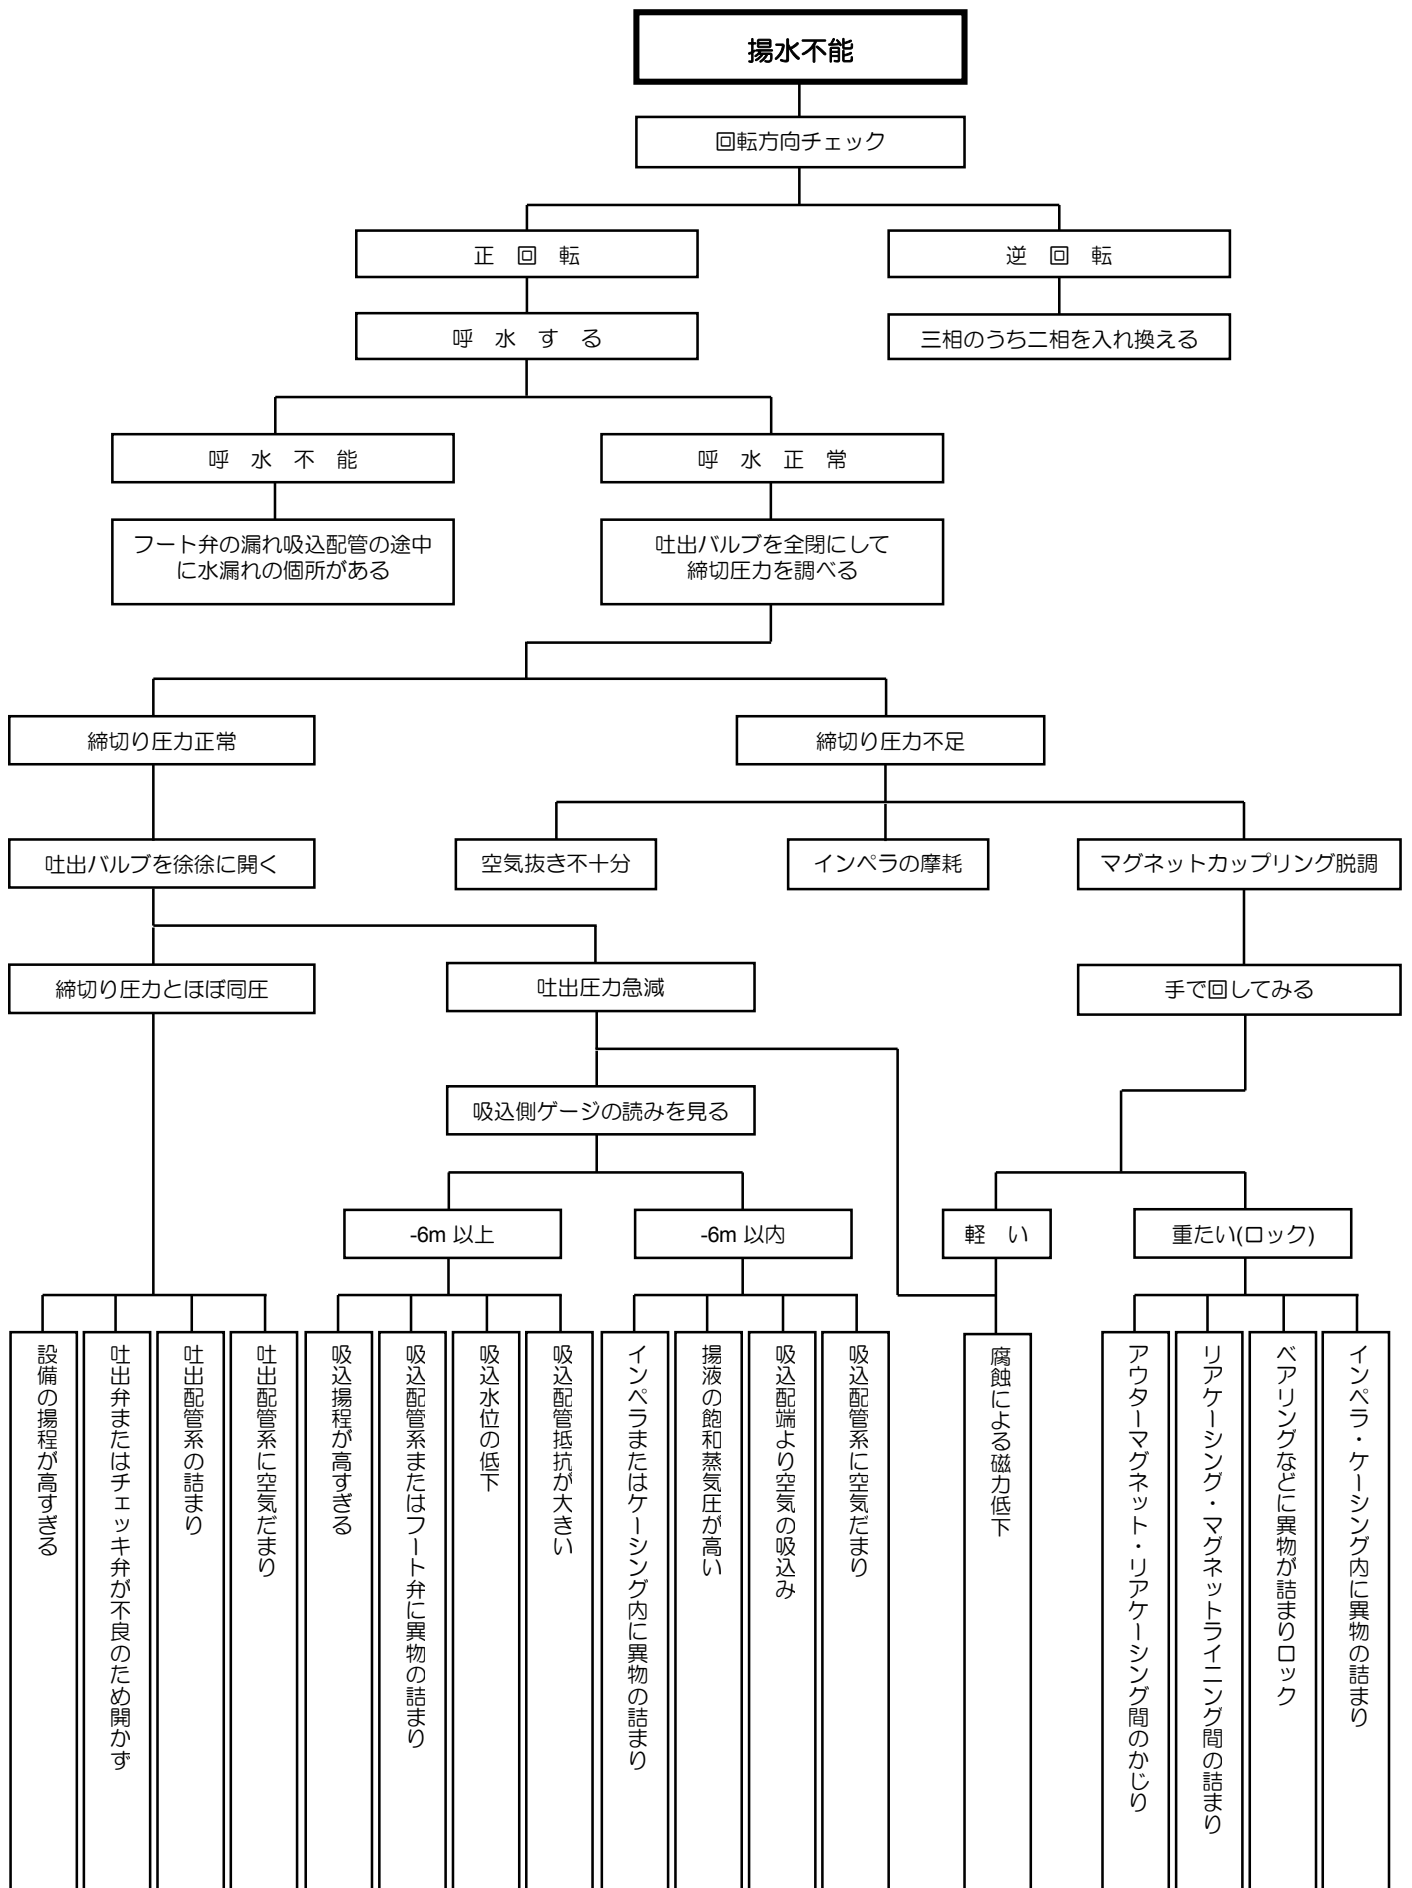 揚水不能
回転方向チェック
正 回 転
逆 回 転
呼 水 す る
三相のうち二相を入れ換える
呼 水 不 能
呼 水 正 常
フート弁の漏れ吸込配管の途中
に水漏れの個所がある
吐出バルブを全閉にして
締切圧力を調べる
締切り圧力正常
締切り圧力不足
吐出バルブを徐徐に開く
空気抜き不十分
インペラの摩耗
マグネットカップリング脱調
締切り圧力とほぼ同圧
吐出圧力急減
手で回してみる
吸込側ゲージの読みを見る
-6m 以上
-6m 以内
軽 い
重たい(ロック)
設備の揚程が高すぎる
吐出弁またはチェッキ弁が不良のため開かず
吐出配管系の詰まり
吐出配管系に空気だまり
吸込揚程が高すぎる
吸込配管系またはフート弁に異物の詰まり
吸込水位の低下
吸込配管抵抗が大きい
インペラまたはケーシング内に異物の詰まり
揚液の飽和蒸気圧が高い
吸込配端より空気の吸込み
吸込配管系に空気だまり
腐蝕による磁力低下
アウターマグネット・リアケーシング間のかじり
リアケーシング・マグネットライニング間の詰まり
ベアリングなどに異物が詰まりロック
インペラ・ケーシング内に異物の詰まり